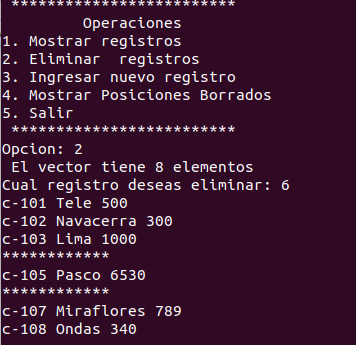 *************************
Operaciones
1. Mostrar registros
2. Eliminar  registros
3. Ingresar nuevo registro
4. Mostrar Posiciones Borrados
5. Salir
*************************
Opcion: 2
El vector tiene 8 elementos
Cual registro deseas eliminar: 6
c-101 Tele 500
c-102 Navacerra 300
c-103 Lima 1000
************
c-105 Pasco 6530
************
c-107 Miraflores 789
c-108 Ondas 340